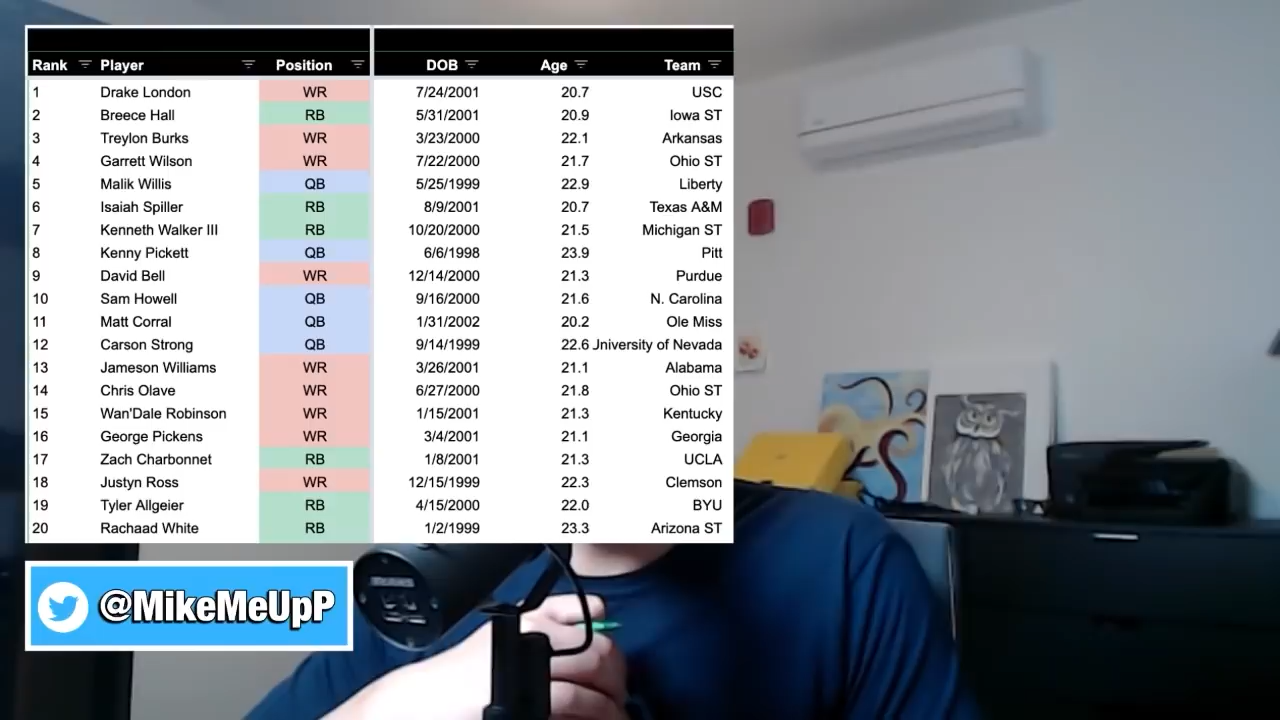 Rank Player Position DOB Age Team
1 Drake London WR 7/24/2001 20.7 USC
2 Breece Hall RB 5/31/2001 20.9 Iowa ST
3 Treylon Burks WR 3/23/2000 22.1 Arkansas
4 Garrett Wilson WR 7/22/2000 21.7 Ohio ST
5 Malik Willis QB 5/25/1999 22.9 Liberty
6 Isaiah Spiller RB 8/9/2001 20.7 Texas A&M
7 Kenneth Walker III RB 10/20/2000 21.5 Michigan ST
8 Kenny Pickett QB 6/6/1998 23.9 Pitt
9 David Bell WR 12/14/2000 21.3 Purdue
10 Sam Howell QB 9/16/2000 21.6 N. Carolina
11 Matt Corral QB 1/31/2002 20.2 Ole Miss
12 Carson Strong QB 9/14/1999 22.6 University of Nevada
13 Jameson Williams WR 3/26/2001 21.1 Alabama
14 Chris Olave WR 6/27/2000 21.8 Ohio ST
15 Wan'Dale Robinson WR 1/15/2001 21.3 Kentucky
16 George Pickens WR 3/4/2001 21.1 Georgia
17 Zach Charbonnet RB 1/8/2001 21.3 UCLA
18 Justyn Ross WR 12/15/1999 22.3 Clemson
19 Tyler Allgeier RB 4/15/2000 22.0 BYU
20 Rachaad White RB 1/2/1999 23.3 Arizona ST
@MikeMeUpP